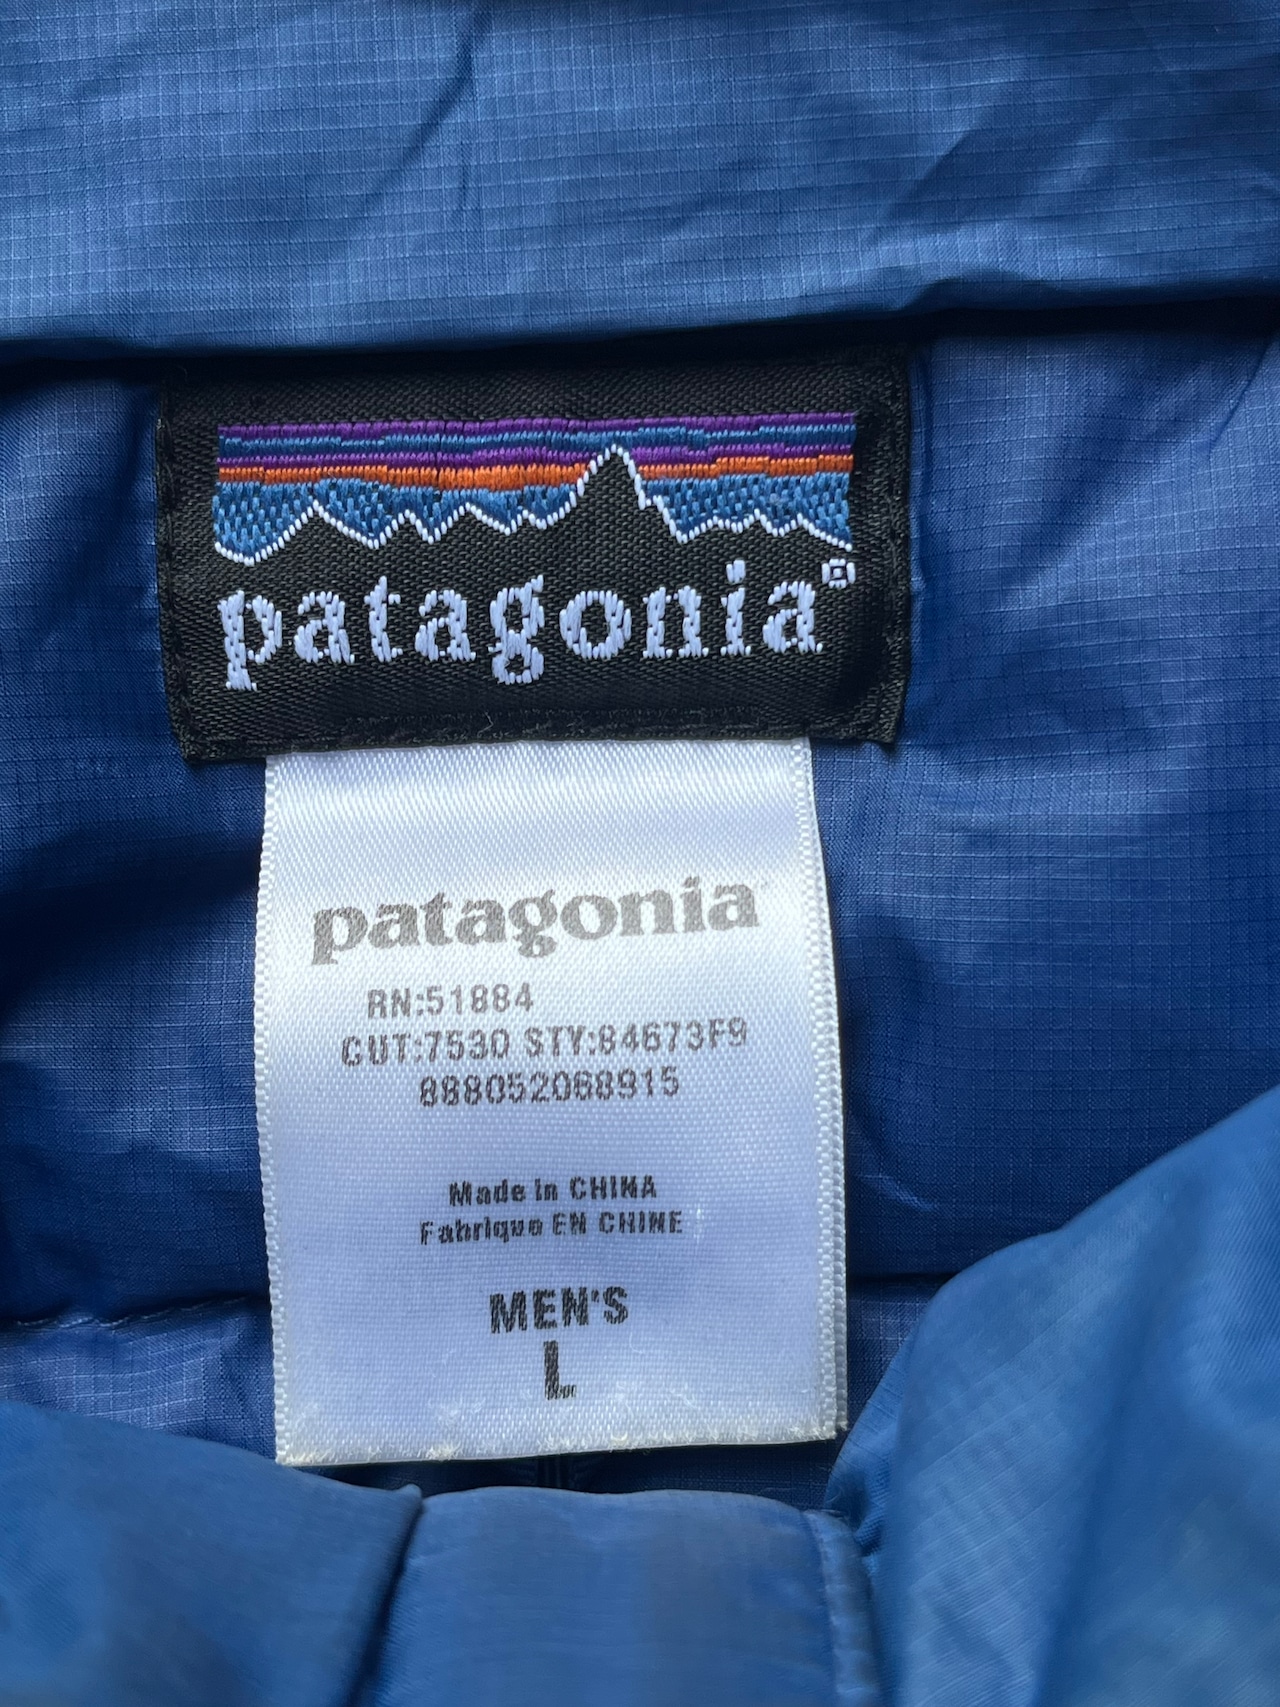 patagonia®
patagonia
RN:51884
CUT:7530 STY:84673F9
888052068915
Made in CHINA
Fabrique EN CHINE
MEN'S
L